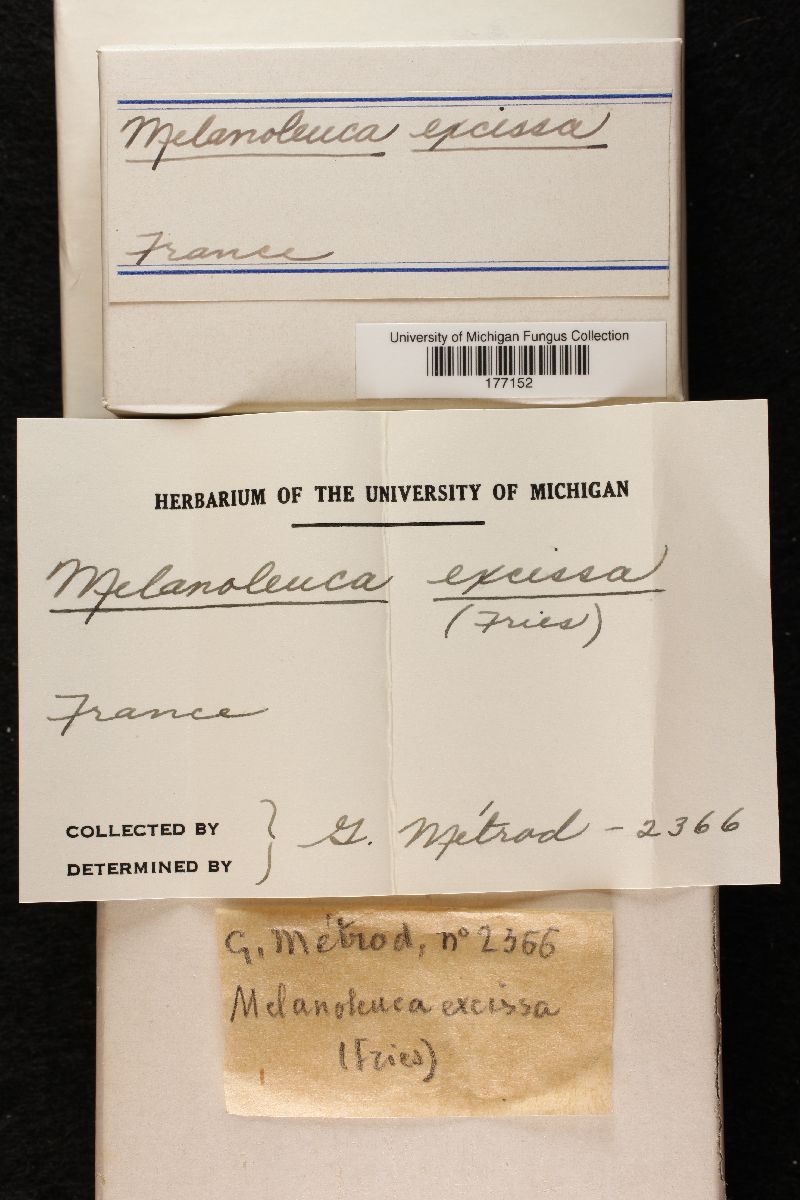 Melanoleuca excissa
France
University of Michigan Fungus Collection
177152
HERBARIUM OF THE UNIVERSITY OF MICHIGAN
Melanoleuca excissa
(Fries)
France
COLLECTED BY
DETERMINED BY } G. Métrod - 2366
G. Métrod, nº 2366
Melanoleuca excissa
(Fries)